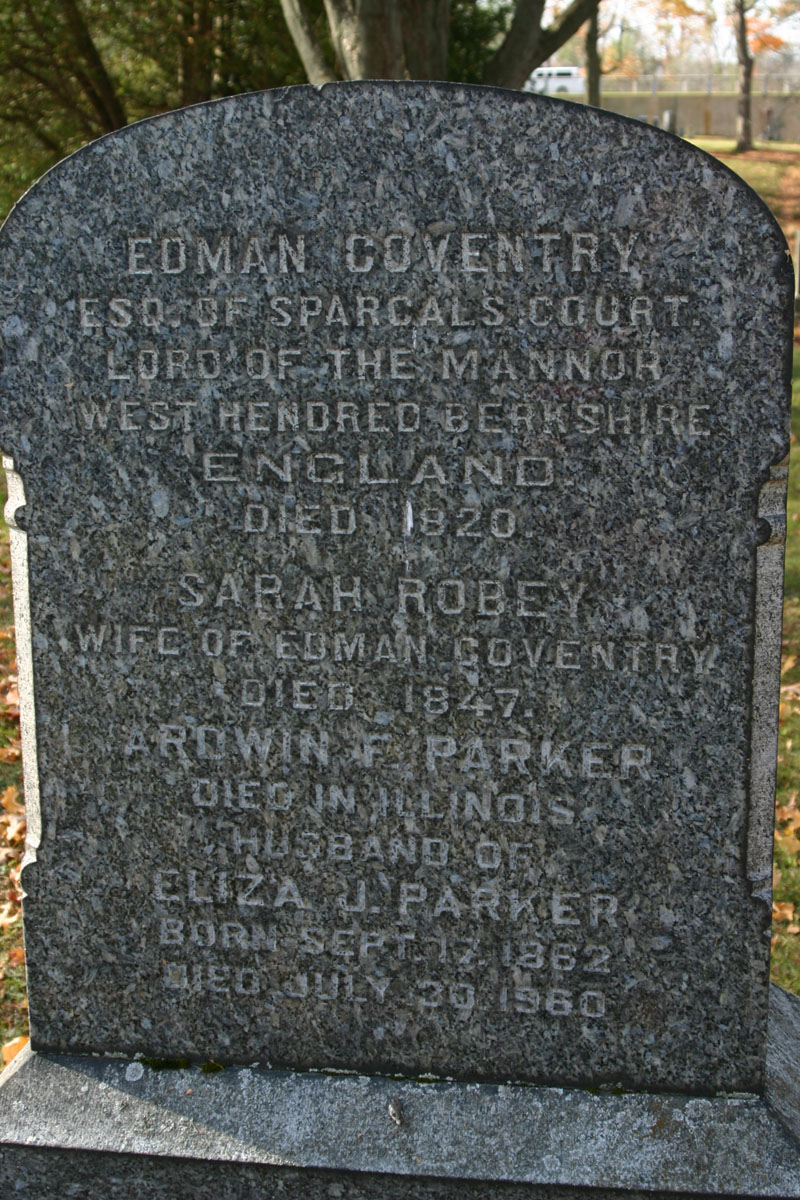 EDMAN COVENTRY
ESQ. OF SPARCALS COURT.
LORD OF THE MANNOR
WEST HENDRED BERKSHIRE
ENGLAND.
DIED 1820.
SARAH ROBEY
WIFE OF EDMAN COVENTRY
DIED 1847.
ARDWIN F. PARKER
DIED IN ILLINOIS
HUSBAND OF
ELIZA J. PARKER
BORN SEPT. 17, 1862
DIED JULY 1960